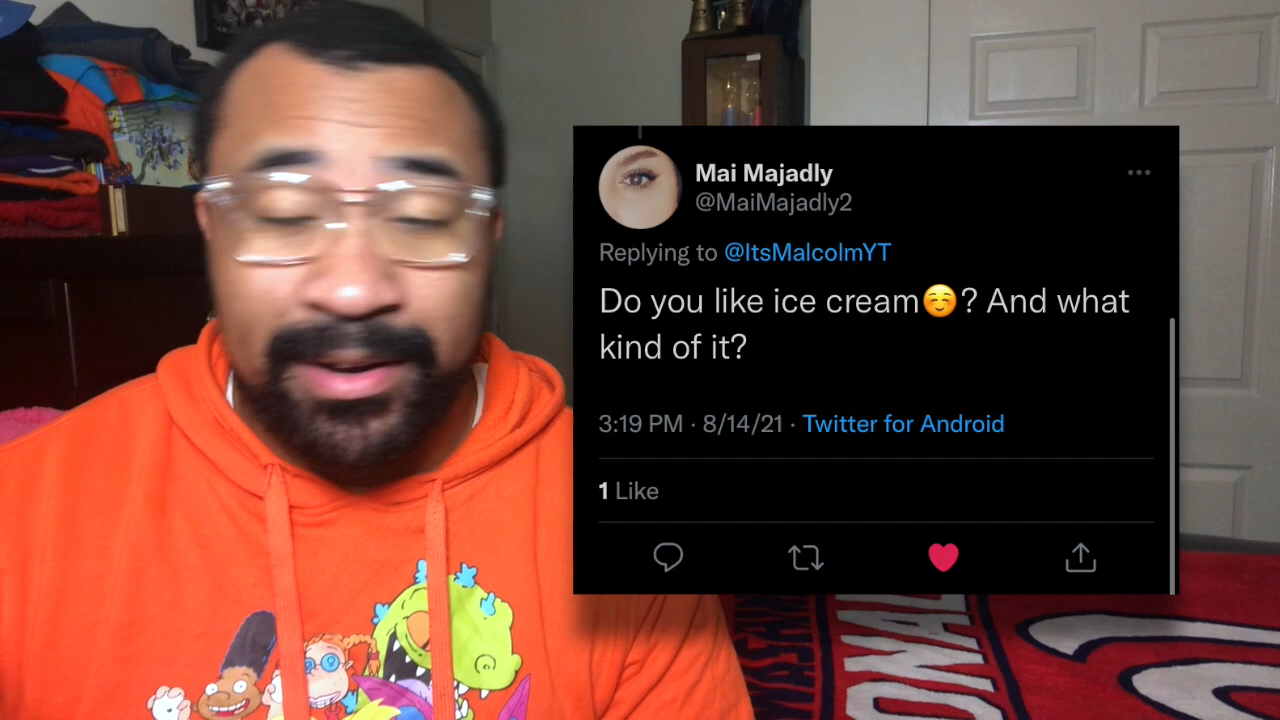 Mai Majadly
@MaiMajadly2
Replying to @ItsMalcolmYT
Do you like ice cream☺️? And what
kind of it?
3:19 PM · 8/14/21 · Twitter for Android
1 Like
ONAL